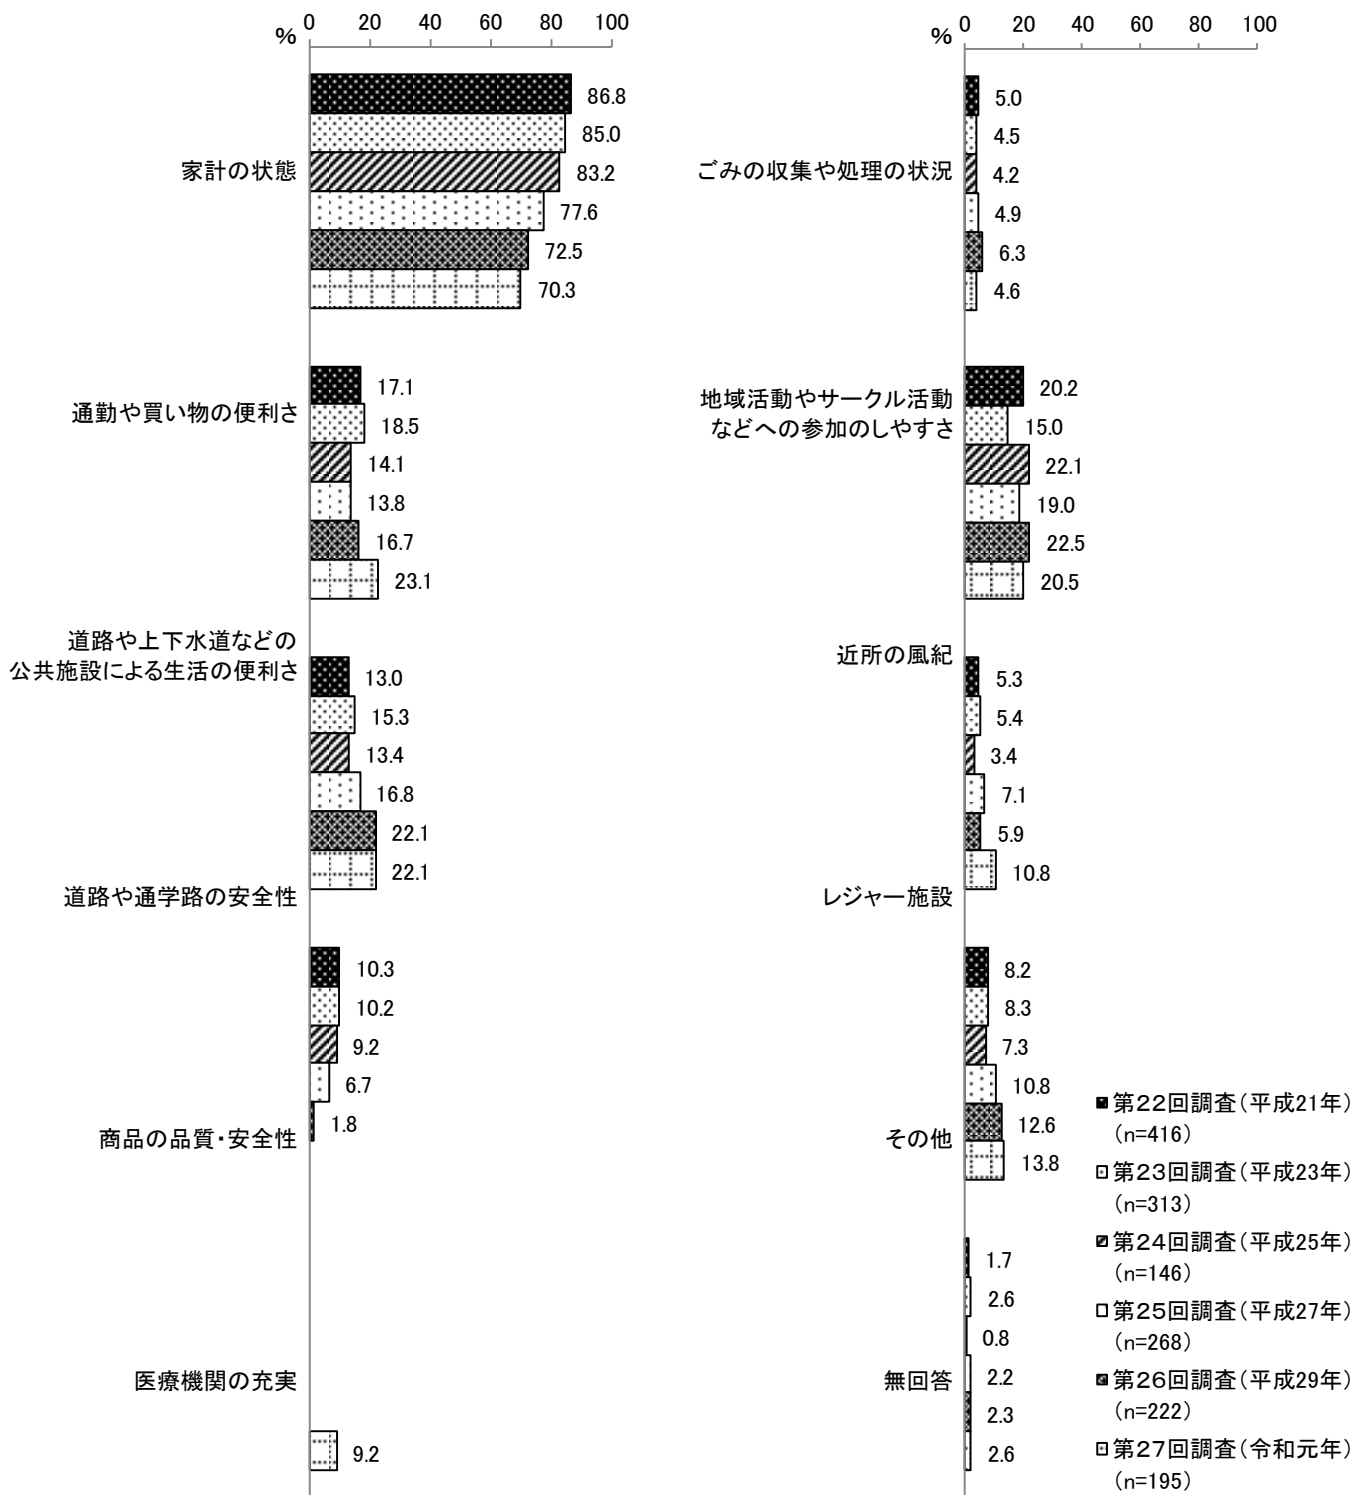 0 20 40 60 80 100
%
家計の状態
86.8
85.0
83.2
77.6
72.5
70.3
通勤や買い物の便利さ
17.1
18.5
14.1
13.8
16.7
23.1
道路や上下水道などの
公共施設による生活の便利さ
13.0
15.3
13.4
16.8
22.1
22.1
道路や通学路の安全性
10.3
10.2
9.2
6.7
1.8
商品の品質・安全性
医療機関の充実
9.2
0 20 40 60 80 100
%
ごみの収集や処理の状況
5.0
4.5
4.2
4.9
6.3
4.6
地域活動やサークル活動
などへの参加のしやすさ
20.2
15.0
22.1
19.0
22.5
20.5
近所の風紀
5.3
5.4
3.4
7.1
5.9
10.8
レジャー施設
8.2
8.3
7.3
10.8
12.6
13.8
その他
1.7
2.6
0.8
2.2
2.3
2.6
無回答
第22回調査(平成21年)
(n=416)
第23回調査(平成23年)
(n=313)
第24回調査(平成25年)
(n=146)
第25回調査(平成27年)
(n=268)
第26回調査(平成29年)
(n=222)
第27回調査(令和元年)
(n=195)